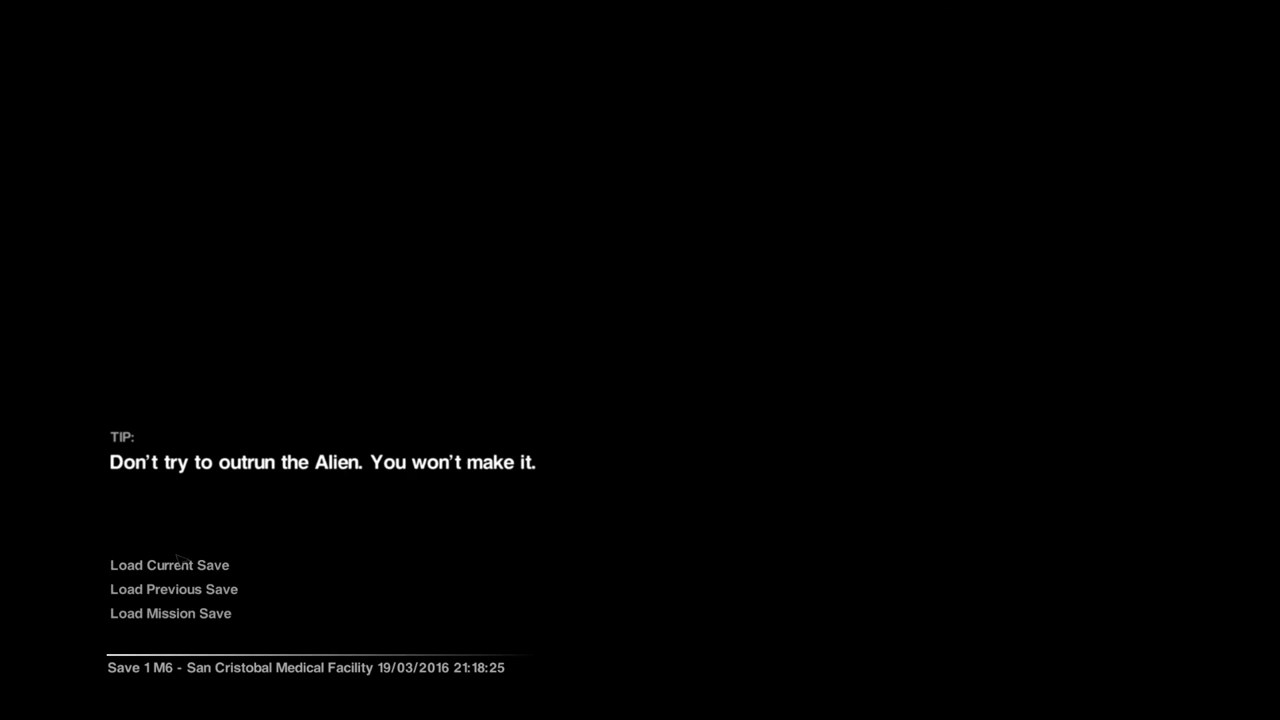 TIP:
Don't try to outrun the Alien. You won't make it.
Load Current Save
Load Previous Save
Load Mission Save
Save 1 M6 - San Cristobal Medical Facility 19/03/2016 21:18:25